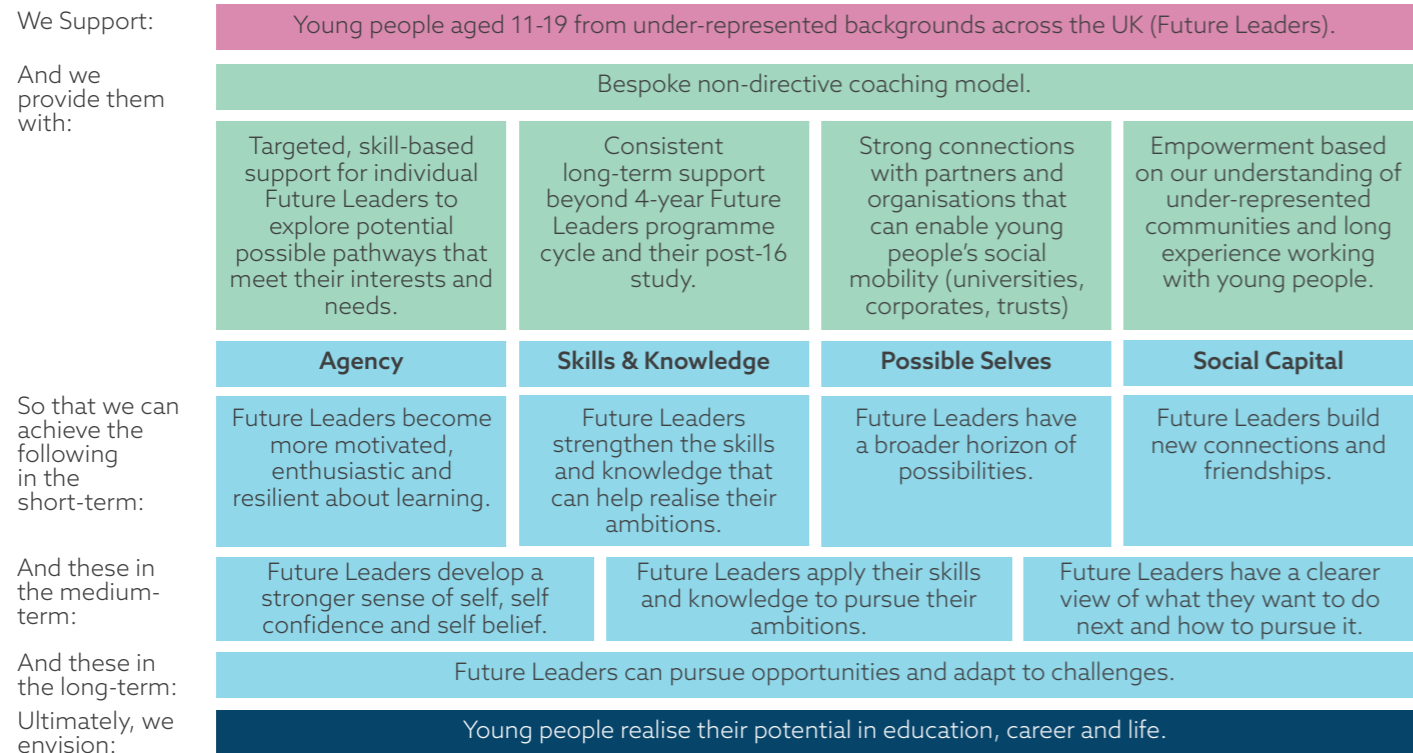 We Support:
Young people aged 11-19 from under-represented backgrounds across the UK (Future Leaders).
And we
provide them
with:
Bespoke non-directive coaching model.
Targeted, skill-based
support for individual
Future Leaders to
explore potential
possible pathways that
meet their interests and
needs.
Consistent
long-term support
beyond 4-year Future
Leaders programme
cycle and their post-16
study.
Strong connections
with partners and
organisations that
can enable young
people's social
mobility (universities,
corporates, trusts)
Empowerment based
on our understanding of
under-represented
communities and long
experience working
with young people.
Agency
Skills & Knowledge
Possible Selves
Social Capital
So that we can
achieve the
following
in the
short-term:
Future Leaders become
more motivated,
enthusiastic and
resilient about learning.
Future Leaders
strengthen the skills
and knowledge that
can help realise their
ambitions.
Future Leaders have
a broader horizon of
possibilities.
Future Leaders build
new connections and
friendships.
And these in
the medium-
term:
Future Leaders develop a
stronger sense of self, self
confidence and self belief.
Future Leaders apply their skills
and knowledge to pursue their
ambitions.
Future Leaders have a clearer
view of what they want to do
next and how to pursue it.
And these in
the long-term:
Future Leaders can pursue opportunities and adapt to challenges.
Ultimately, we
envision:
Young people realise their potential in education, career and life.